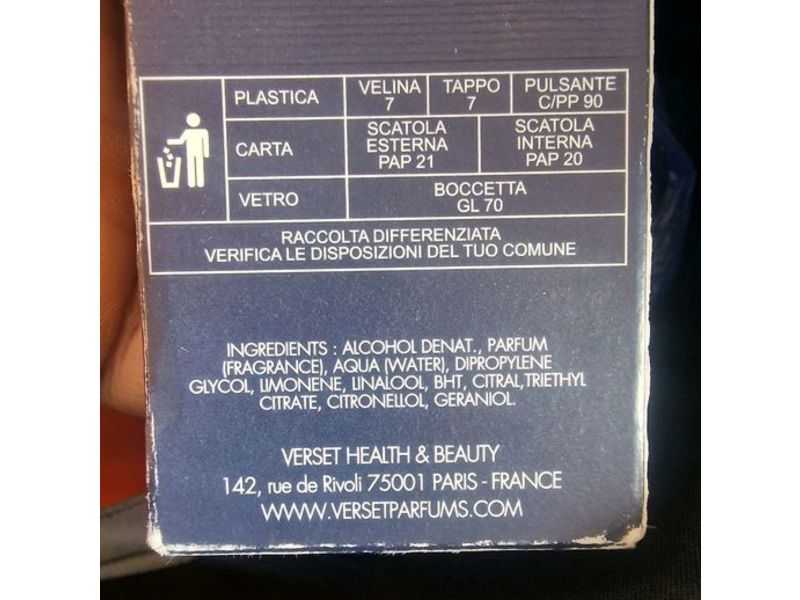 PLASTICA
VELINA
7
TAPPO
7
PULSANTE
C/PP 90
CARTA
SCATOLA
ESTERNA
PAP 21
SCATOLA
INTERNA
PAP 20
VETRO
BOCCETTA
GL 70
RACCOLTA DIFFERENZIATA
VERIFICA LE DISPOSIZIONI DEL TUO COMUNE
INGREDIENTS : ALCOHOL DENAT., PARFUM
(FRAGRANCE), AQUA (WATER), DIPROPYLENE
GLYCOL, LIMONENE, LINALOOL, BHT, CITRAL,TRIETHYL
CITRATE, CITRONELLOL, GERANIOL.
VERSET HEALTH & BEAUTY
142, rue de Rivoli 75001 PARIS - FRANCE
WWW.VERSETPARFUMS.COM